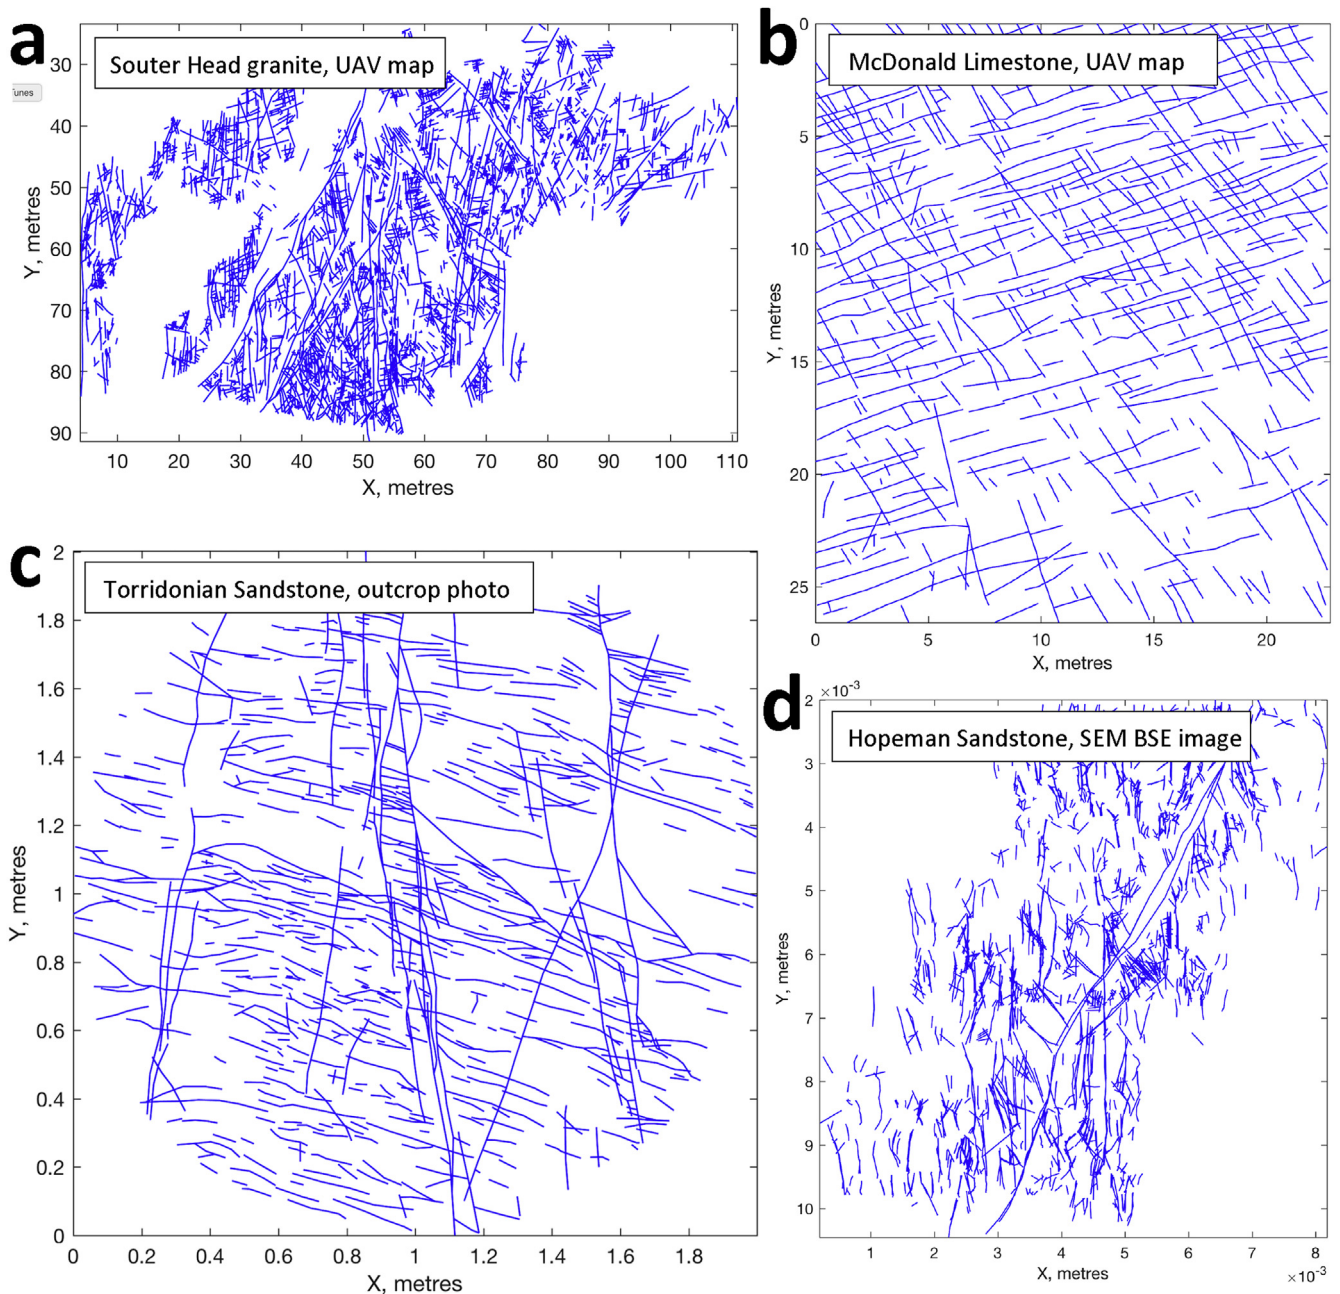 a
Souter Head granite, UAV map
Tunes
30
40
50
60
70
80
90
Y, metres
10 20 30 40 50 60 70 80 90 100 110
X, metres
b
McDonald Limestone, UAV map
0
5
10
15
20
25
Y, metres
0 5 10 15 20
X, metres
c
Torridonian Sandstone, outcrop photo
2
1.8
1.6
1.4
1.2
1
0.8
0.6
0.4
0.2
0
Y, metres
0 0.2 0.4 0.6 0.8 1 1.2 1.4 1.6 1.8
X, metres
d
×10⁻³
Hopeman Sandstone, SEM BSE image
2
3
4
5
6
7
8
9
10
Y, metres
1 2 3 4 5 6 7 8
X, metres
×10⁻³